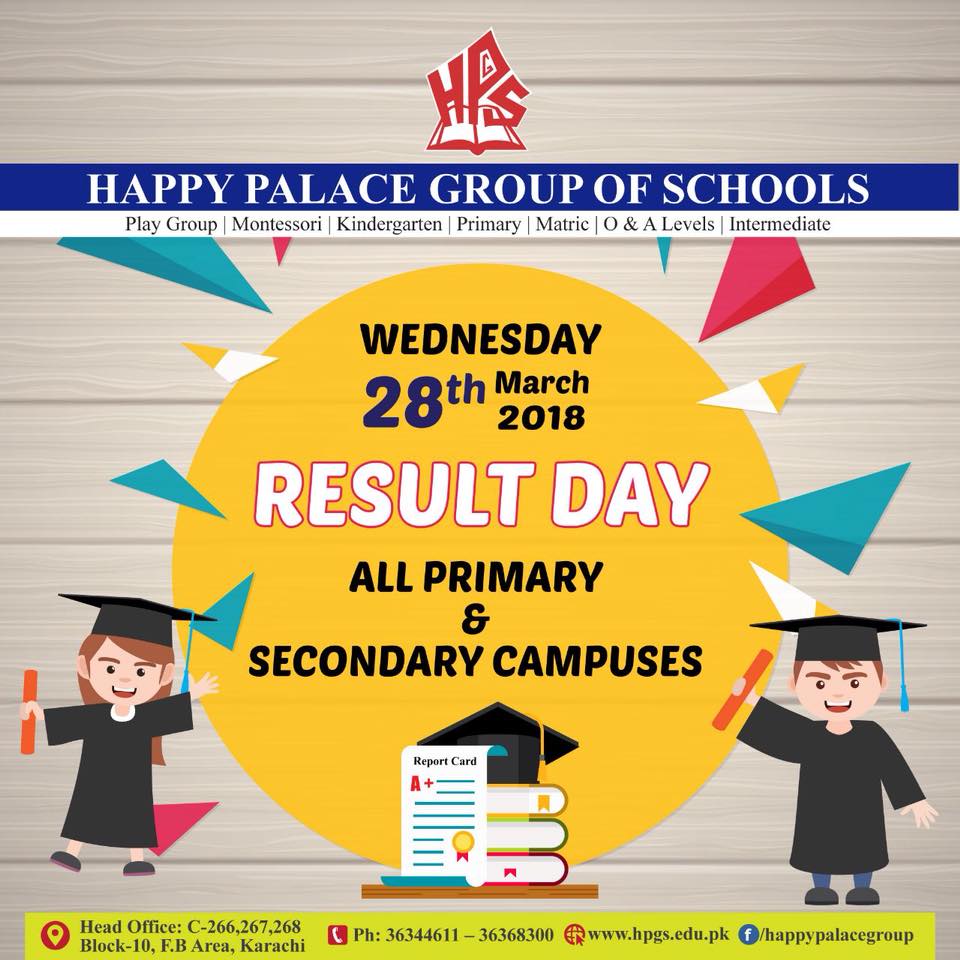 HPGS
HAPPY PALACE GROUP OF SCHOOLS
Play Group | Montessori | Kindergarten | Primary | Matric | O & A Levels | Intermediate
WEDNESDAY
28th March
2018
RESULT DAY
ALL PRIMARY
&
SECONDARY CAMPUSES
Report Card
A+
Head Office: C-266,267,268
Block-10, F.B Area, Karachi
Ph: 36344611 – 36368300
www.hpgs.edu.pk
f/happypalacegroup